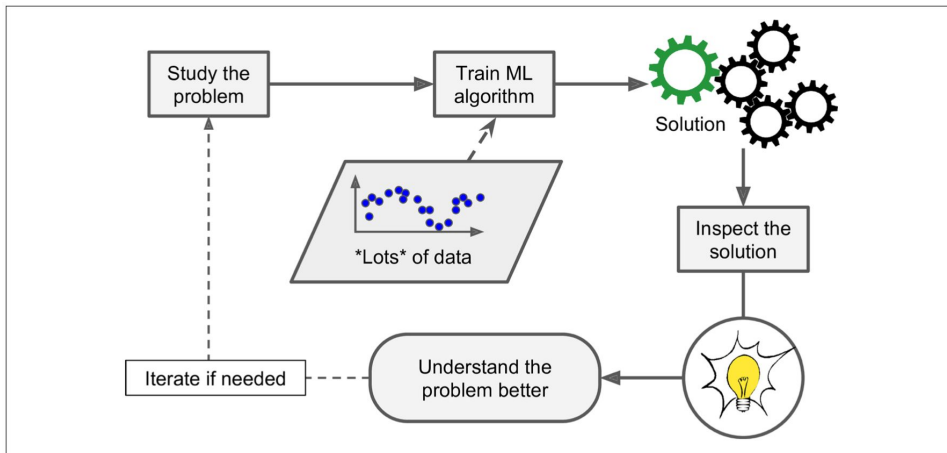 Study the
problem
Train ML
algorithm
Solution
*Lots* of data
Inspect the
solution
Understand the
problem better
Iterate if needed